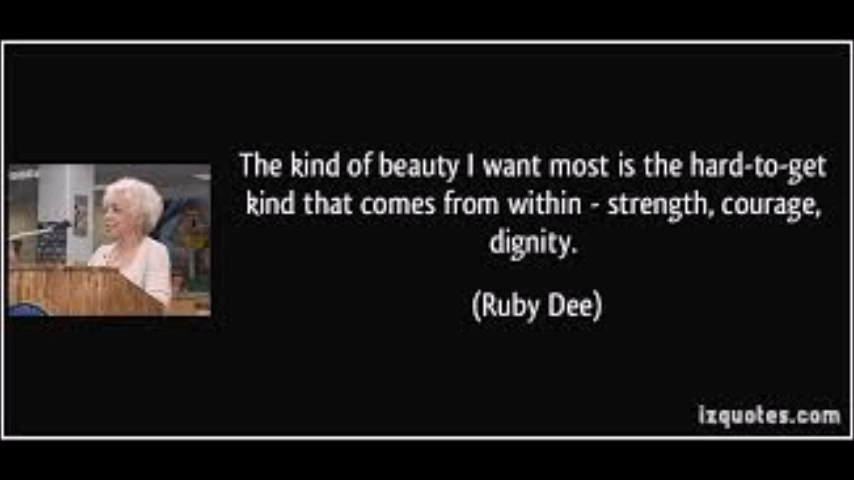 The kind of beauty I want most is the hard-to-get
kind that comes from within - strength, courage,
dignity.
(Ruby Dee)
izquotes.com